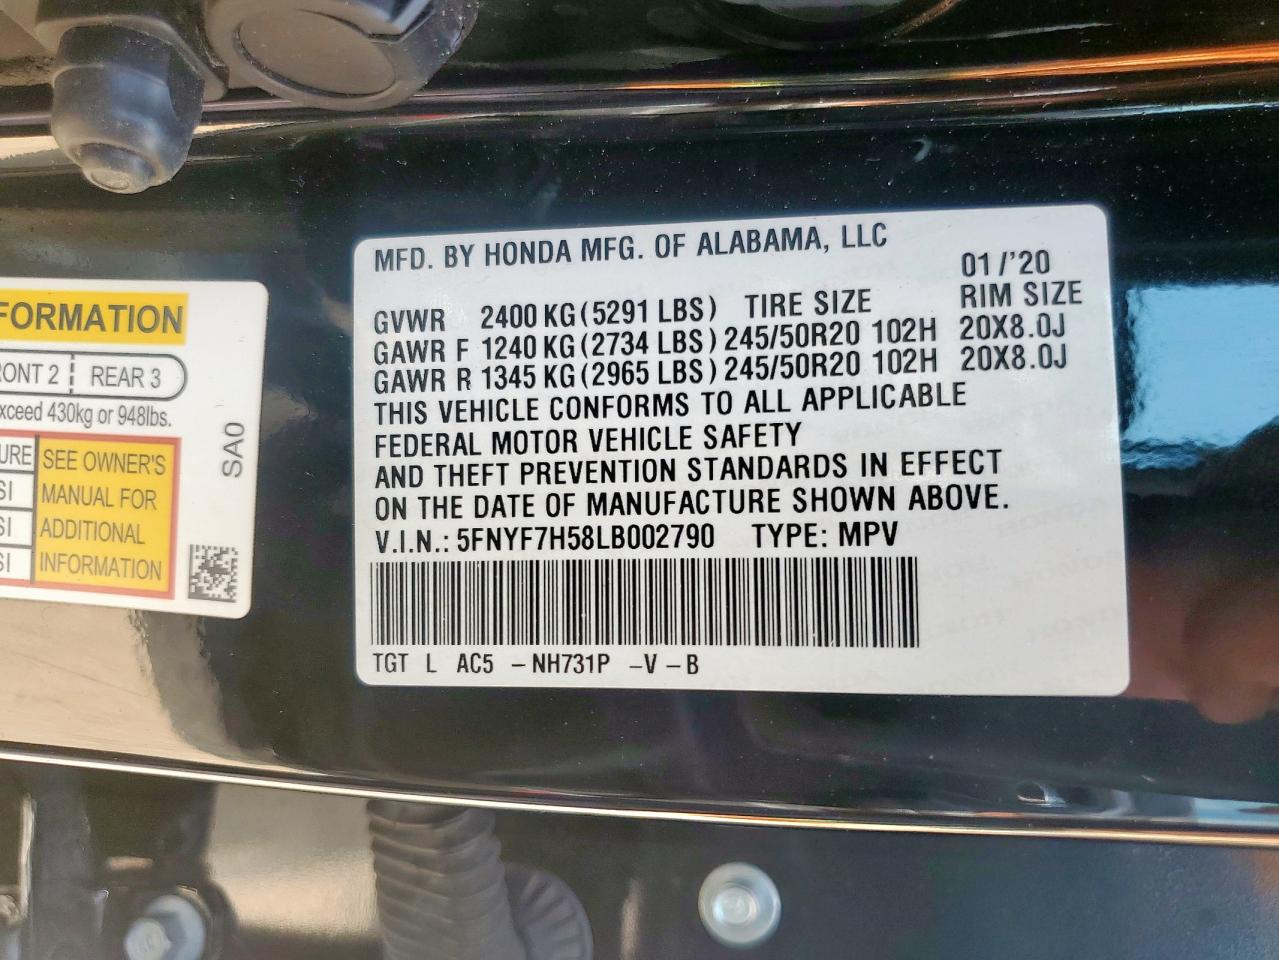 MFD. BY HONDA MFG. OF ALABAMA, LLC
01/'20
GVWR 2400 KG (5291 LBS) TIRE SIZE RIM SIZE
GAWR F 1240 KG (2734 LBS) 245/50R20 102H 20X8.0J
GAWR R 1345 KG (2965 LBS) 245/50R20 102H 20X8.0J
THIS VEHICLE CONFORMS TO ALL APPLICABLE
FEDERAL MOTOR VEHICLE SAFETY
AND THEFT PREVENTION STANDARDS IN EFFECT
ON THE DATE OF MANUFACTURE SHOWN ABOVE.
V.I.N.: 5FNYF7H58LB002790 TYPE: MPV
TGT L AC5 -NH731P -V -B
FORMATION
RONT 2 REAR 3
xceed 430kg or 948lbs.
URE
SI
SI
SI
SEE OWNER'S
MANUAL FOR
ADDITIONAL
INFORMATION
SA0